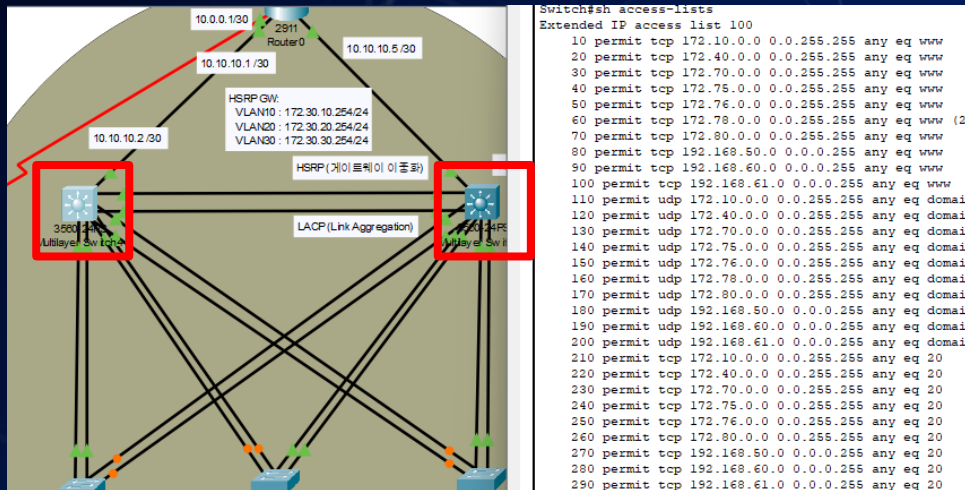 10.0.0.1/30
2911
Router0
10.10.10.5 /30
10.10.10.1 /30
HSRP GW:
VLAN10 : 172.30.10.254/24
VLAN20 : 172.30.20.254/24
VLAN30 : 172.30.30.254/24
10.10.10.2 /30
HSRP (게이트웨이 이중화)
LACP (Link Aggregation)
Switch#sh access-lists
Extended IP access list 100
10 permit tcp 172.10.0.0 0.0.255.255 any eq www
20 permit tcp 172.40.0.0 0.0.255.255 any eq www
30 permit tcp 172.70.0.0 0.0.255.255 any eq www
40 permit tcp 172.75.0.0 0.0.255.255 any eq www
50 permit tcp 172.76.0.0 0.0.255.255 any eq www
60 permit tcp 172.78.0.0 0.0.255.255 any eq www (2
70 permit tcp 172.80.0.0 0.0.255.255 any eq www
80 permit tcp 192.168.50.0 0.0.0.255 any eq www
90 permit tcp 192.168.60.0 0.0.0.255 any eq www
100 permit tcp 192.168.61.0 0.0.0.255 any eq www
110 permit udp 172.10.0.0 0.0.255.255 any eq domai
120 permit udp 172.40.0.0 0.0.255.255 any eq domai
130 permit udp 172.70.0.0 0.0.255.255 any eq domai
140 permit udp 172.75.0.0 0.0.255.255 any eq domai
150 permit udp 172.76.0.0 0.0.255.255 any eq domai
160 permit udp 172.78.0.0 0.0.255.255 any eq domai
170 permit udp 172.80.0.0 0.0.255.255 any eq domai
180 permit udp 192.168.50.0 0.0.0.255 any eq domai
190 permit udp 192.168.60.0 0.0.0.255 any eq domai
200 permit udp 192.168.61.0 0.0.0.255 any eq domai
210 permit tcp 172.10.0.0 0.0.255.255 any eq 20
220 permit tcp 172.40.0.0 0.0.255.255 any eq 20
230 permit tcp 172.70.0.0 0.0.255.255 any eq 20
240 permit tcp 172.75.0.0 0.0.255.255 any eq 20
250 permit tcp 172.76.0.0 0.0.255.255 any eq 20
260 permit tcp 172.80.0.0 0.0.255.255 any eq 20
270 permit tcp 192.168.50.0 0.0.0.255 any eq 20
280 permit tcp 192.168.60.0 0.0.0.255 any eq 20
290 permit tcp 192.168.61.0 0.0.0.255 any eq 20